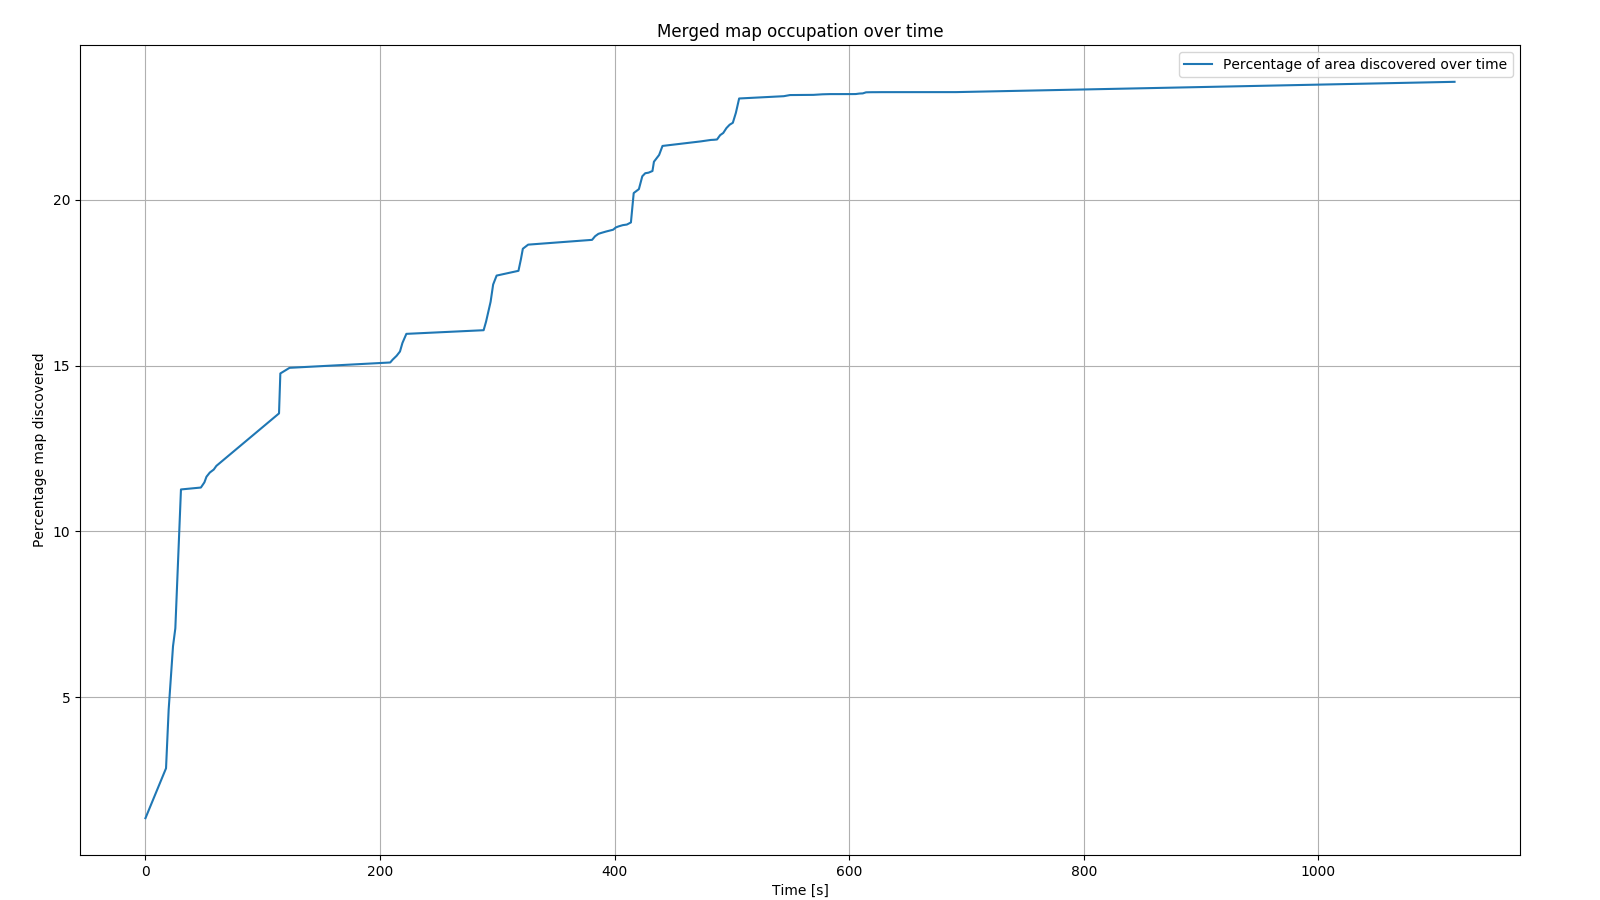 Merged map occupation over time
Percentage of area discovered over time
Percentage map discovered
20
15
10
5
0
200
400
600
800
1000
Time [s]